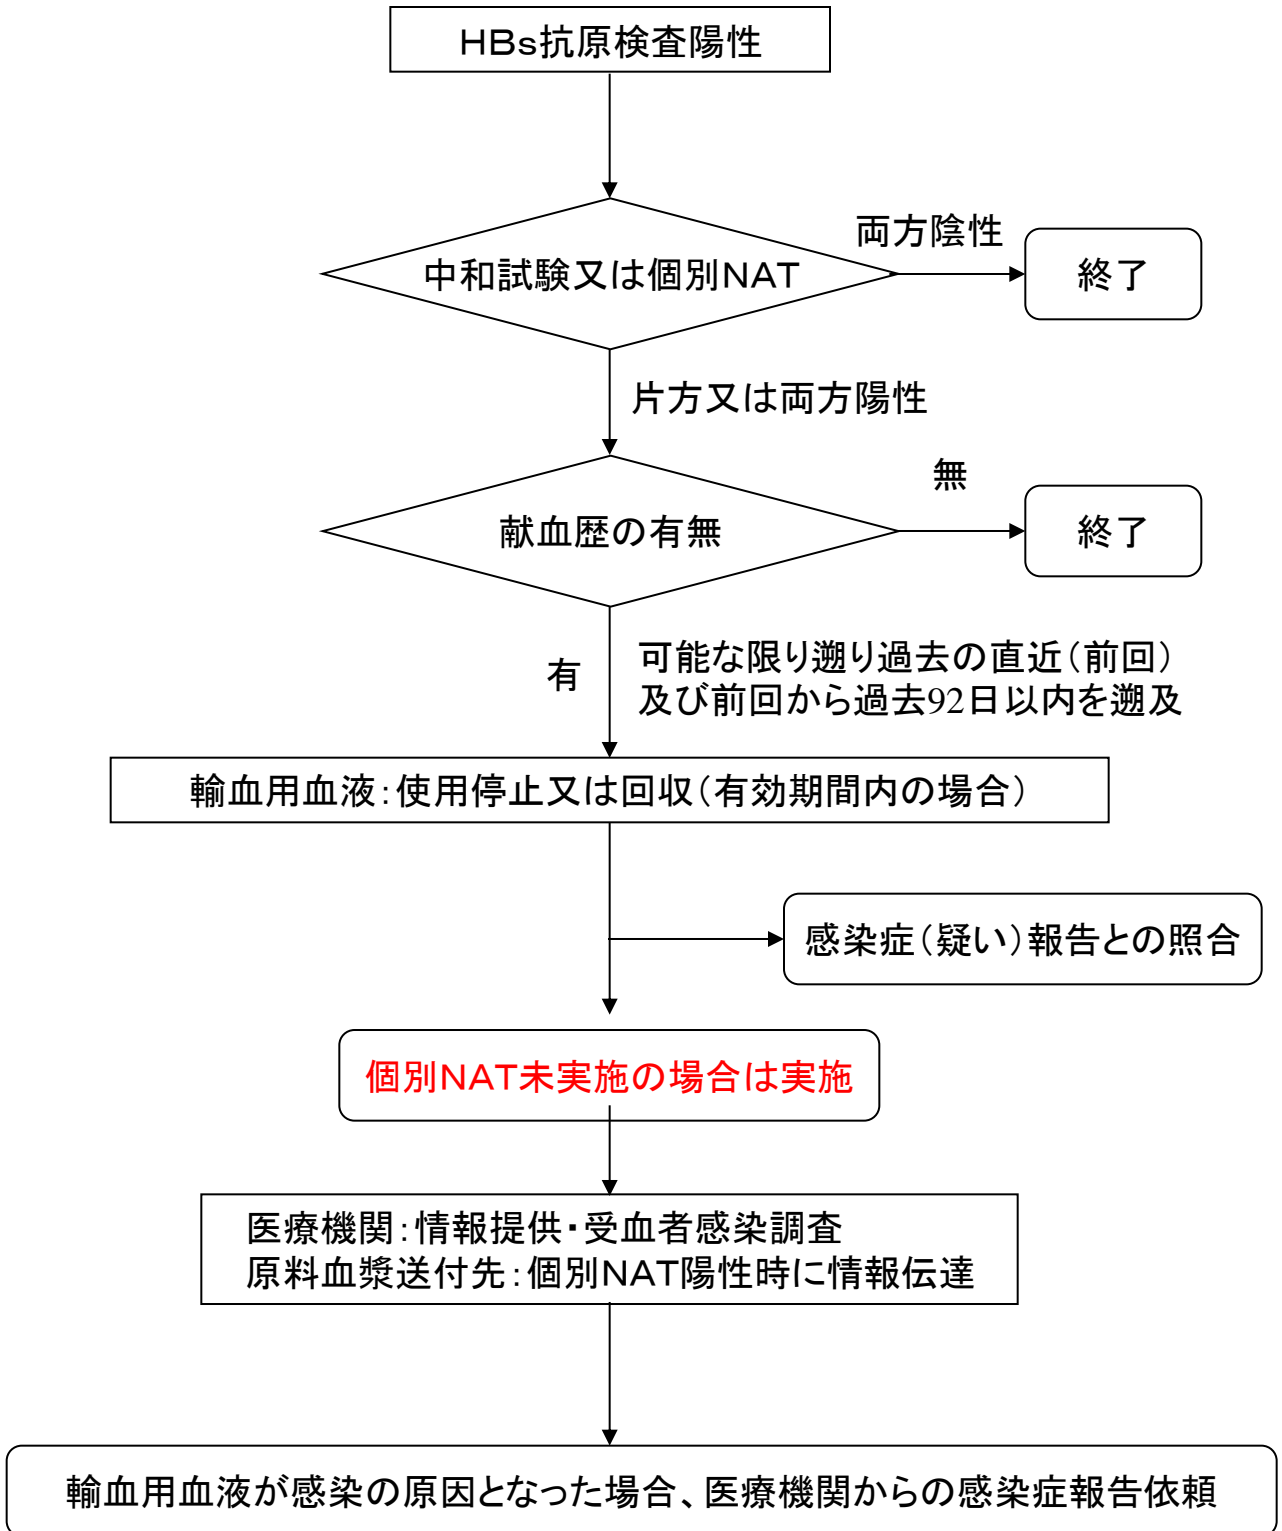 HBs抗原検査陽性
両方陰性
中和試験又は個別NAT
終了
片方又は両方陽性
無
献血歴の有無
終了
有
可能な限り遡り過去の直近（前回）
及び前回から過去92日以内を遡及
輸血用血液：使用停止又は回収（有効期間内の場合）
感染症（疑い）報告との照合
個別NAT未実施の場合は実施
医療機関：情報提供・受血者感染調査
原料血漿送付先：個別NAT陽性時に情報伝達
輸血用血液が感染の原因となった場合、医療機関からの感染症報告依頼